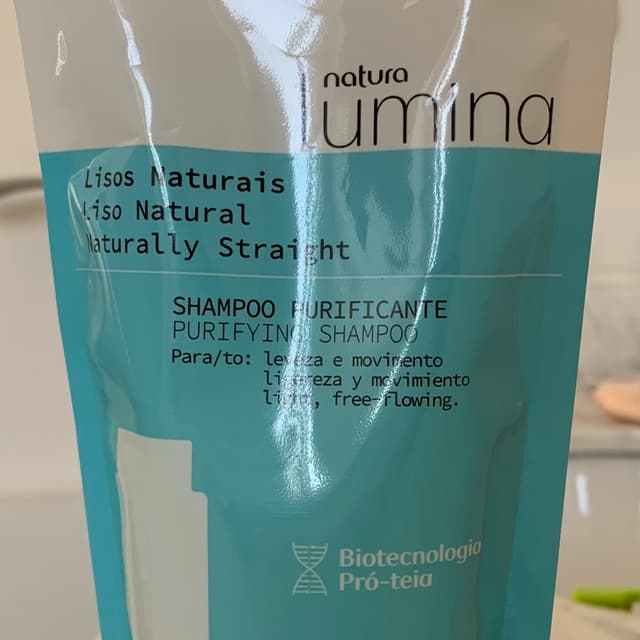 natura
lumina
Lisos Naturais
Liso Natural
Naturally Straight
SHAMPOO PURIFICANTE
PURIFYING SHAMPOO
Para/to: leveza e movimento
ligereza y movimiento
light, free-flowing.
Biotecnologia
Pró-teia